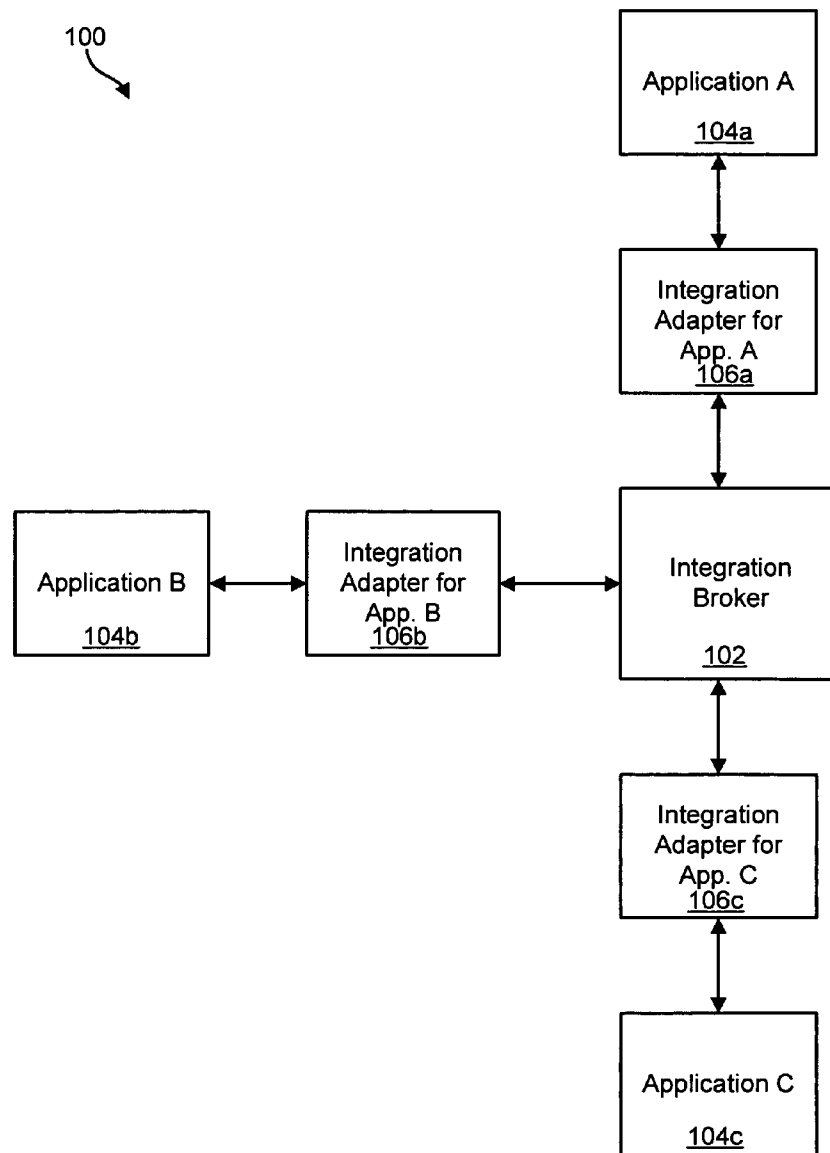 100
Application A
104a
Integration
Adapter for
App. A
106a
Application B
104b
Integration
Adapter for
App. B
106b
Integration
Broker
102
Integration
Adapter for
App. C
106c
Application C
104c